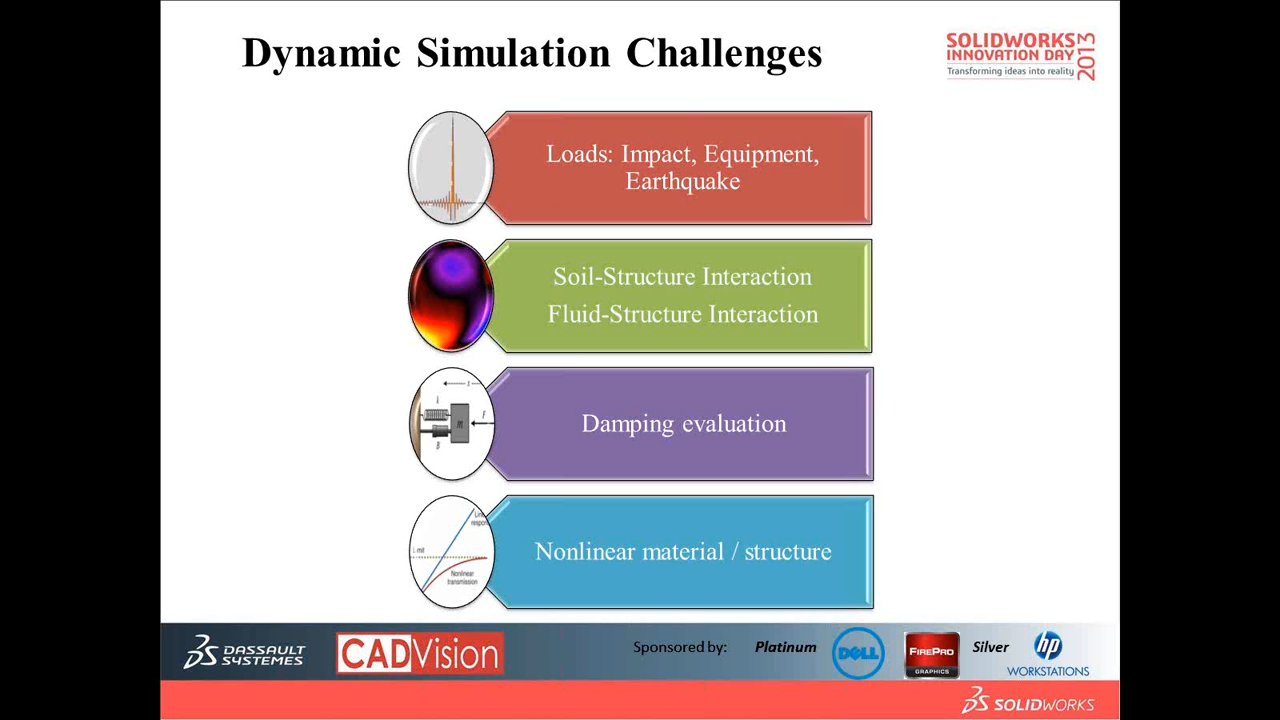 Dynamic Simulation Challenges
SOLIDWORKS
INNOVATION DAY
2013
Transforming ideas into reality
Loads: Impact, Equipment,
Earthquake
Soil-Structure Interaction
Fluid-Structure Interaction
Damping evaluation
m
F
B
Nonlinear material / structure
Nonlinear
transmission
DASSAULT
SYSTEMES
CADVision
Sponsored by:
Platinum
DELL
FIREPRO
GRAPHICS
Silver
hp
WORKSTATIONS
SOLIDWORKS